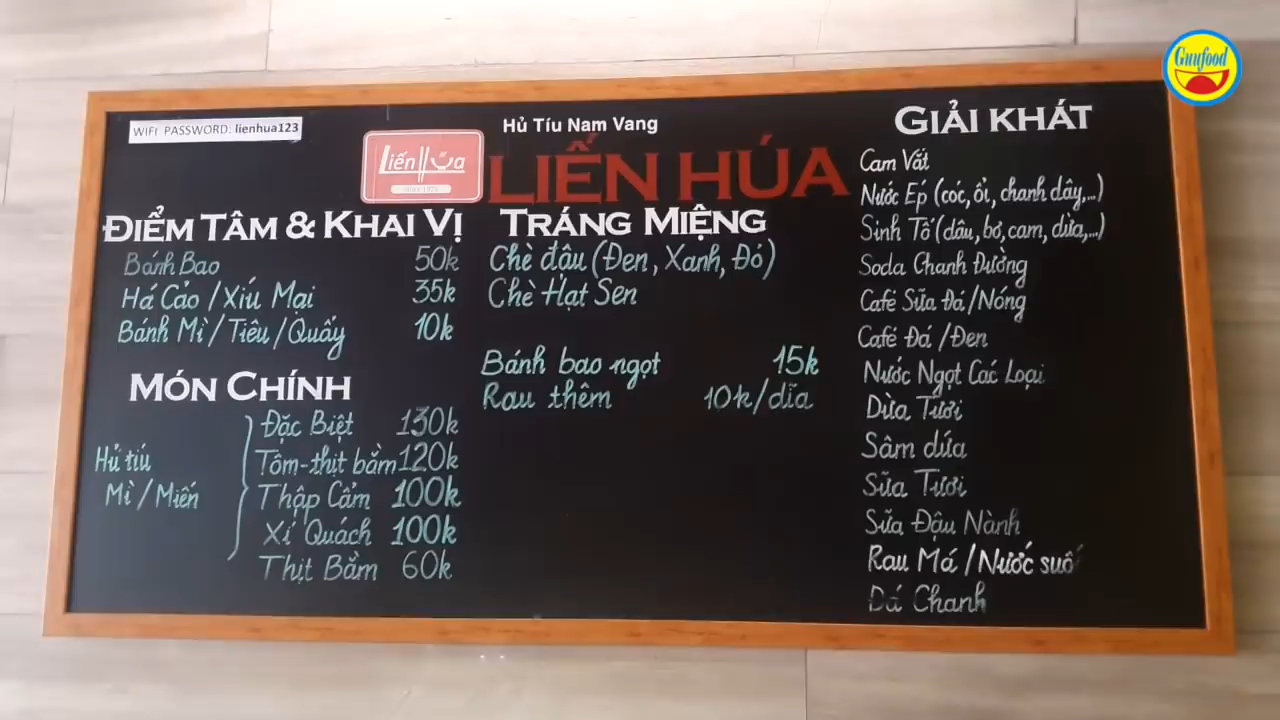 Guufood
WIFI PASSWORD: lienhua123
Liến Húa
Hủ Tíu Nam Vang
LIẾN HÚA
ĐIỂM TÂM & KHAI VỊ
Bánh Bao 50k
Há Cảo / Xíu Mại 35k
Bánh Mì / Tiêu / Quẩy 10k
MÓN CHÍNH
Hủ tíu
Mì / Miến
Đặc Biệt 130k
Tôm-thịt bằm 120k
Thập Cẩm 100k
Xí Quách 100k
Thịt Bằm 60k
TRÁNG MIỆNG
Chè đậu (Đen, Xanh, Đỏ)
Chè Hạt Sen
Bánh bao ngọt 15k
Rau thêm 10k/dĩa
GIẢI KHÁT
Cam Vắt
Nước Ép (cóc, ổi, chanh dây,...)
Sinh Tố (dâu, bơ, cam, dừa,...)
Soda Chanh Đường
Café Sữa Đá / Nóng
Café Đá / Đen
Nước Ngọt Các Loại
Dừa Tươi
Sâm dứa
Sữa Tươi
Sữa Đậu Nành
Rau Má / Nước suố
Đá Chanh